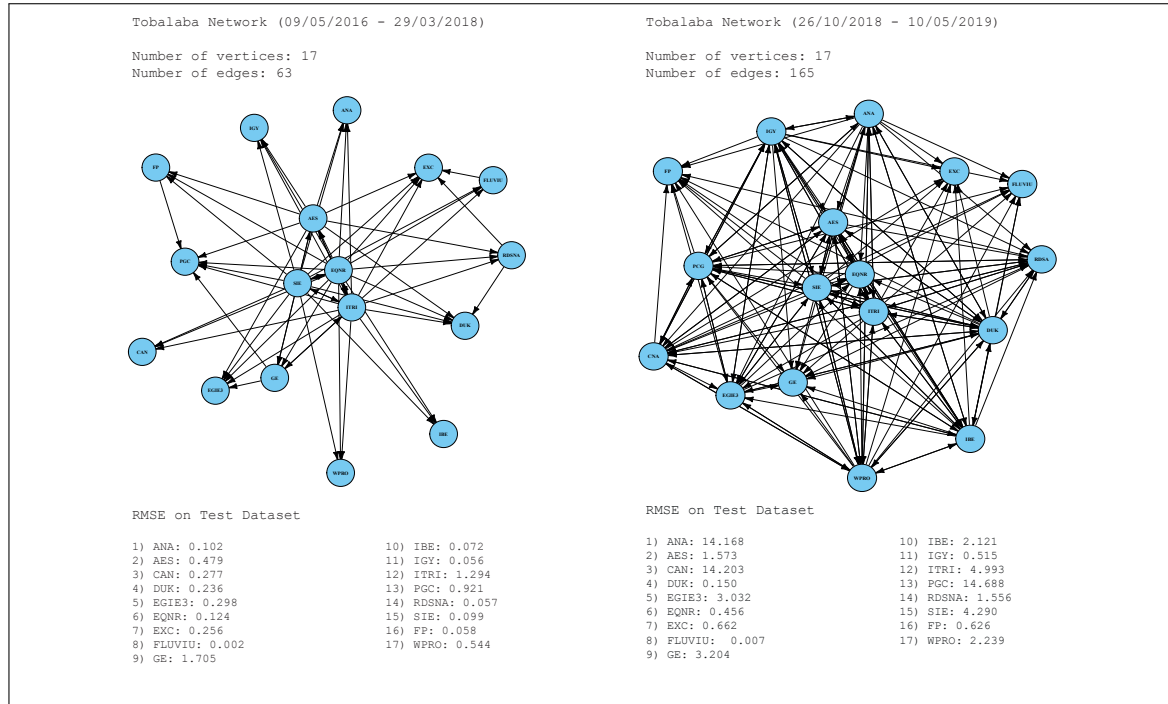 Tobalaba Network (09/05/2016 - 29/03/2018)
Number of vertices: 17
Number of edges: 63
ANA
IGY
FP
EXC
FLUVIU
AES
RDSNA
PGC
EQNR
SIE
ITRI
DUK
CAN
GE
EGIE3
IBE
WPRO
RMSE on Test Dataset
1) ANA: 0.102
2) AES: 0.479
3) CAN: 0.277
4) DUK: 0.236
5) EGIE3: 0.298
6) EQNR: 0.124
7) EXC: 0.256
8) FLUVIU: 0.002
9) GE: 1.705
10) IBE: 0.072
11) IGY: 0.056
12) ITRI: 1.294
13) PGC: 0.921
14) RDSNA: 0.057
15) SIE: 0.099
16) FP: 0.058
17) WPRO: 0.544
Tobalaba Network (26/10/2018 - 10/05/2019)
Number of vertices: 17
Number of edges: 165
ANA
IGY
FP
EXC
FLUVIU
AES
RDSA
PCG
EQNR
SIE
ITRI
DUK
CNA
GE
EGIE3
IBE
WPRO
RMSE on Test Dataset
1) ANA: 14.168
2) AES: 1.573
3) CAN: 14.203
4) DUK: 0.150
5) EGIE3: 3.032
6) EQNR: 0.456
7) EXC: 0.662
8) FLUVIU: 0.007
9) GE: 3.204
10) IBE: 2.121
11) IGY: 0.515
12) ITRI: 4.993
13) PGC: 14.688
14) RDSNA: 1.556
15) SIE: 4.290
16) FP: 0.626
17) WPRO: 2.239